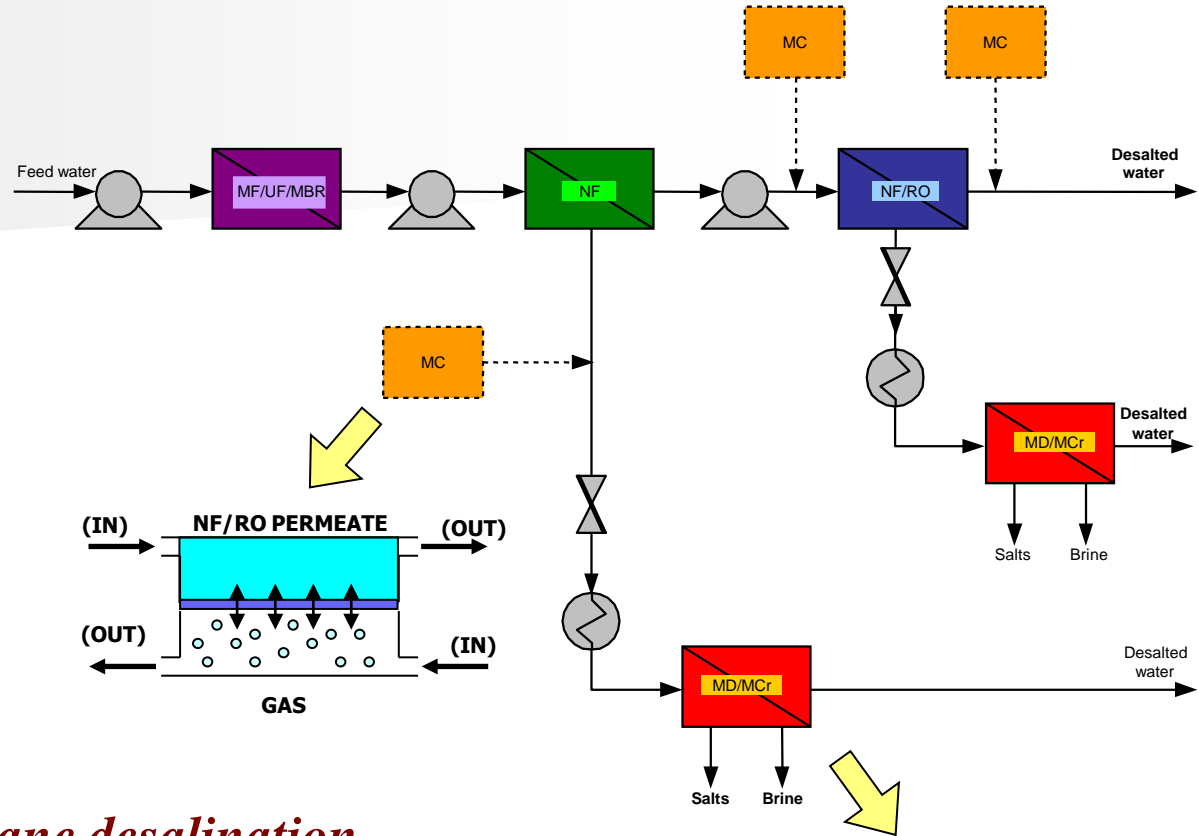 MC
MC
Feed water
MF/UF/MBR
NF
NF/RO
Desalted
water
MC
MD/MCr
Desalted
water
Salts
Brine
(IN)
NF/RO PERMEATE
(OUT)
(OUT)
(IN)
GAS
MD/MCr
Desalted
water
Salts
Brine
desalination